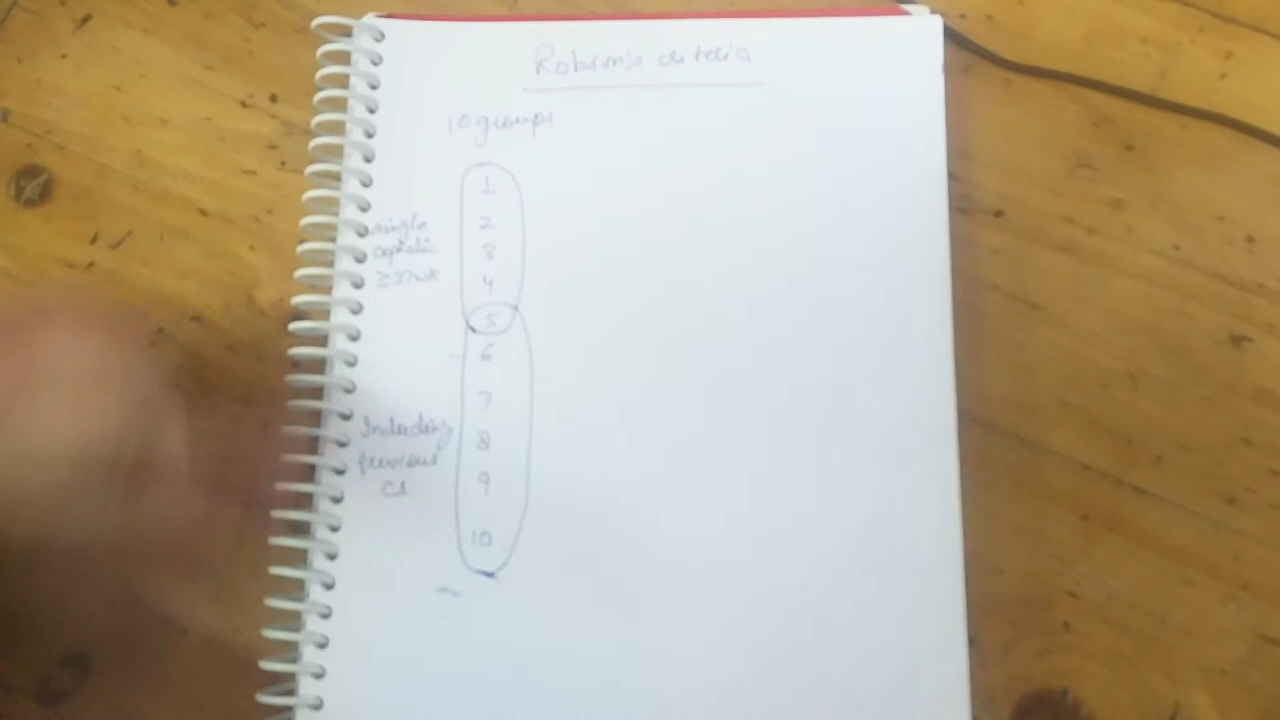 Robson's criteria
10 groups
1
2
3
4
5
6
7
8
9
10
single
cephalic
≥37wk
Including
previous
CS